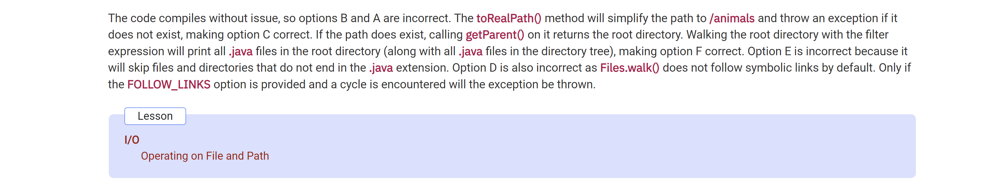 The code compiles without issue, so options B and A are incorrect. The toRealPath() method will simplify the path to /animals and throw an exception if it
does not exist, making option C correct. If the path does exist, calling getParent() on it returns the root directory. Walking the root directory with the filter
expression will print all .java files in the root directory (along with all .java files in the directory tree), making option F correct. Option E is incorrect because it
will skip files and directories that do not end in the .java extension. Option D is also incorrect as Files.walk() does not follow symbolic links by default. Only if
the FOLLOW_LINKS option is provided and a cycle is encountered will the exception be thrown.
Lesson
I/O
Operating on File and Path